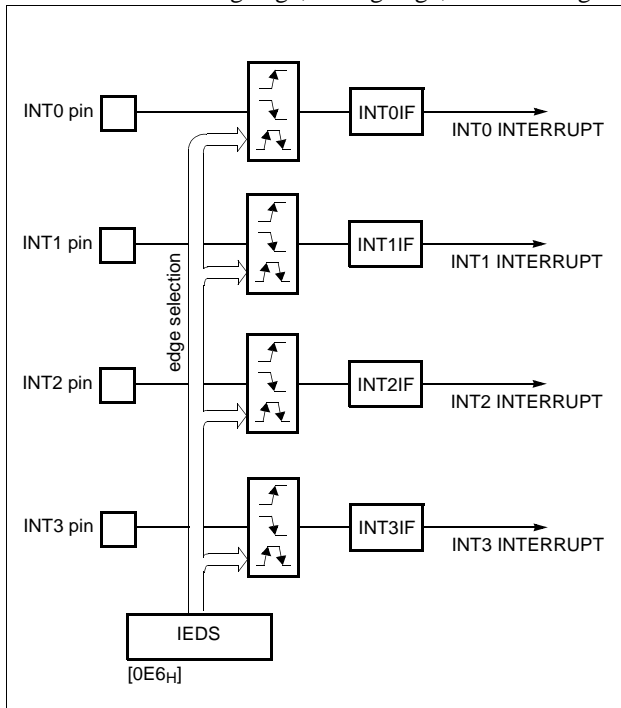 INT0 pin
INT0IF
INT0 INTERRUPT
INT1 pin
INT1IF
INT1 INTERRUPT
edge selection
INT2 pin
INT2IF
INT2 INTERRUPT
INT3 pin
INT3IF
INT3 INTERRUPT
IEDS
[0E6H]